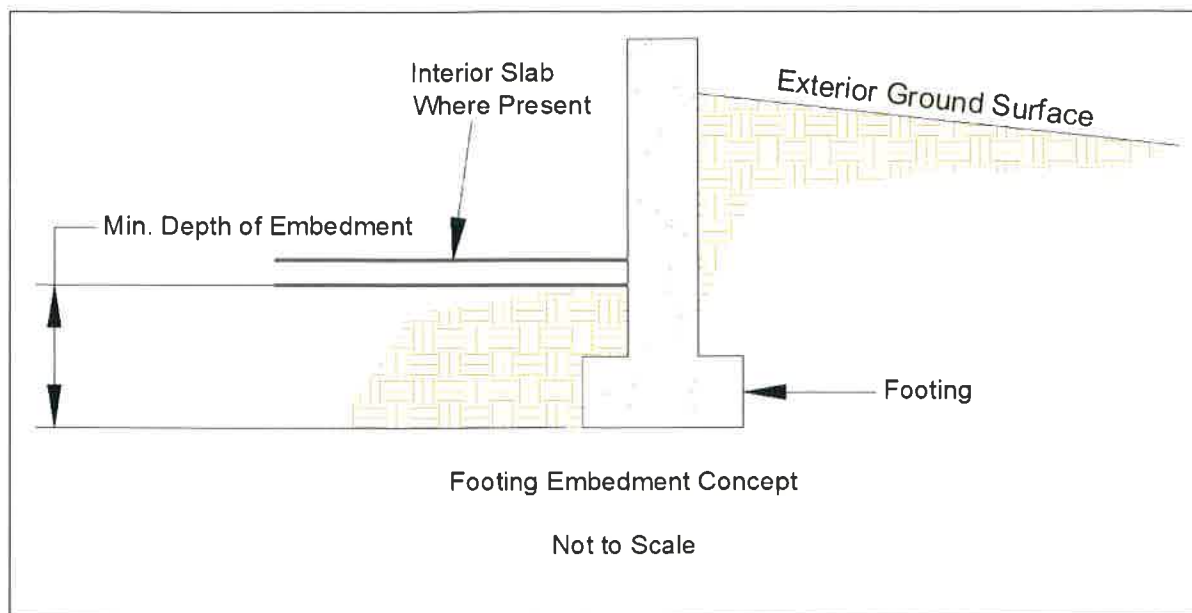 Interior Slab
Where Present
Exterior Ground Surface
Min. Depth of Embedment
Footing
Footing Embedment Concept
Not to Scale